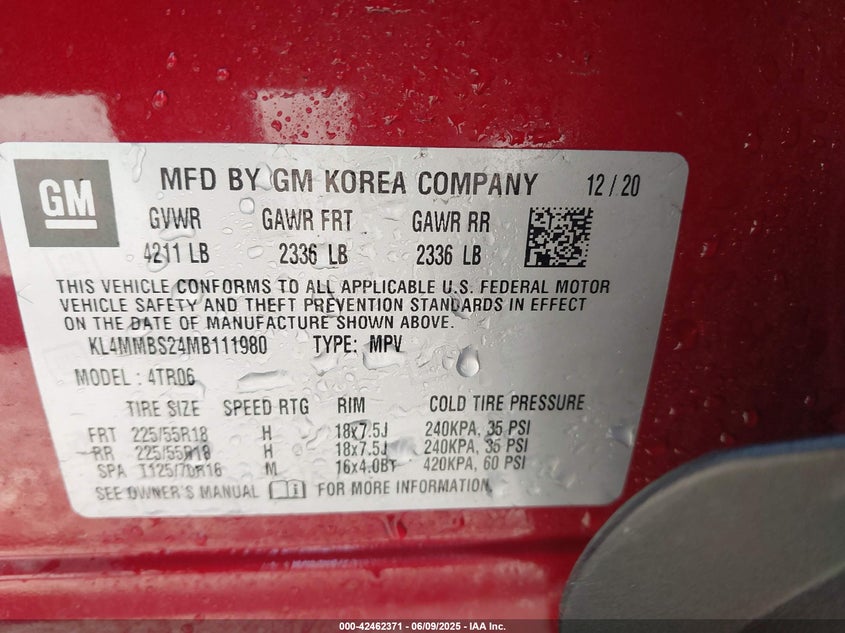 GM MFD BY GM KOREA COMPANY 12 / 20
GVWR GAWR FRT GAWR RR
4211 LB 2336 LB 2336 LB
THIS VEHICLE CONFORMS TO ALL APPLICABLE U.S. FEDERAL MOTOR
VEHICLE SAFETY AND THEFT PREVENTION STANDARDS IN EFFECT
ON THE DATE OF MANUFACTURE SHOWN ABOVE.
KL4MMBS24MB111980 TYPE: MPV
MODEL : 4TR06
TIRE SIZE SPEED RTG RIM COLD TIRE PRESSURE
FRT 225/55R18 H 18x7.5J 240KPA, 35 PSI
RR 225/55R18 H 18x7.5J 240KPA, 35 PSI
SPA T125/70R16 M 16x4.0BT 420KPA, 60 PSI
SEE OWNER'S MANUAL FOR MORE INFORMATION
000-42462371 - 06/09/2025 - IAA Inc.